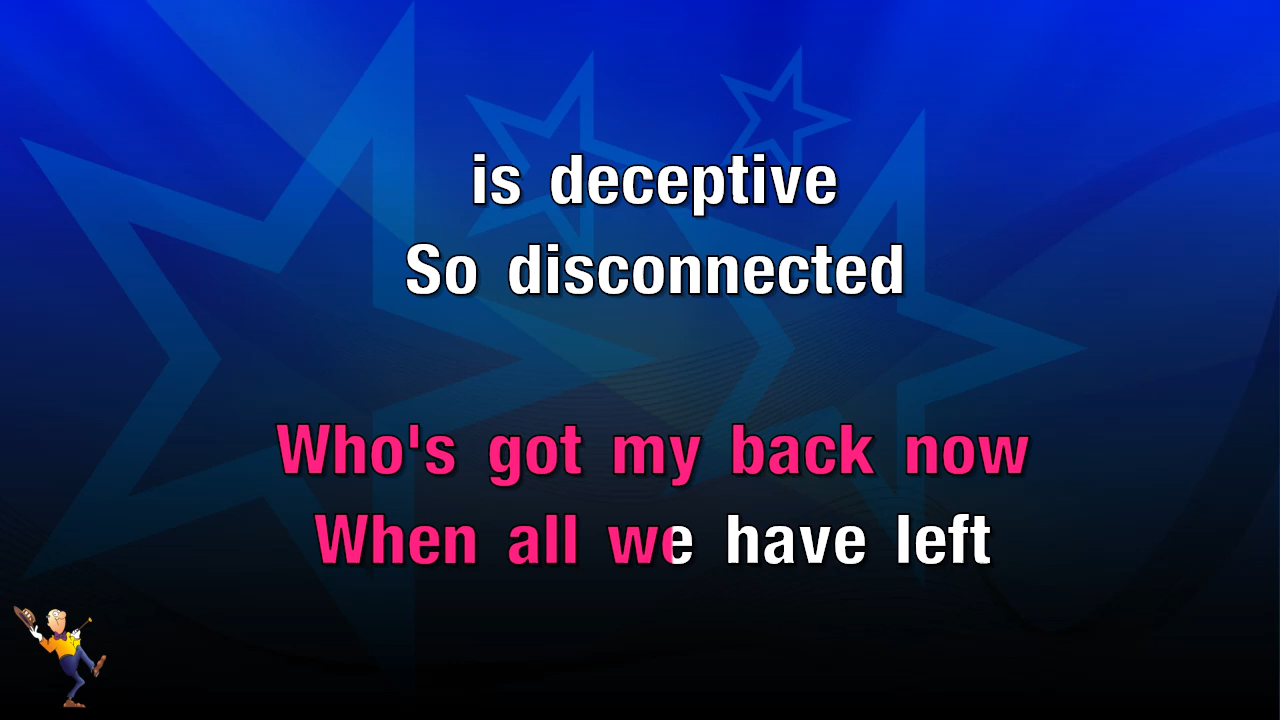 is deceptive
So disconnected
Who's got my back now
When all we have left